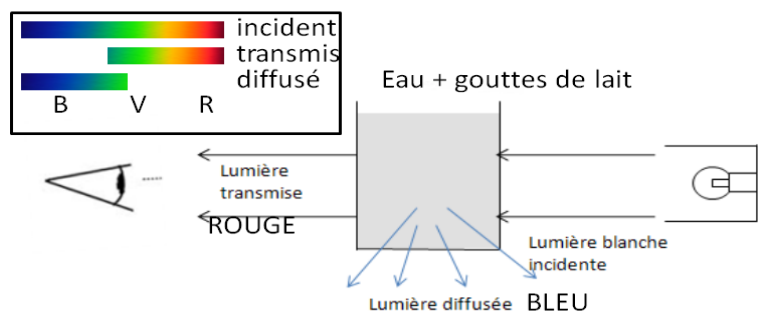 incident
transmis
diffusé
B V R
Eau + gouttes de lait
Lumière
transmise
ROUGE
Lumière blanche
incidente
Lumière diffusée BLEU